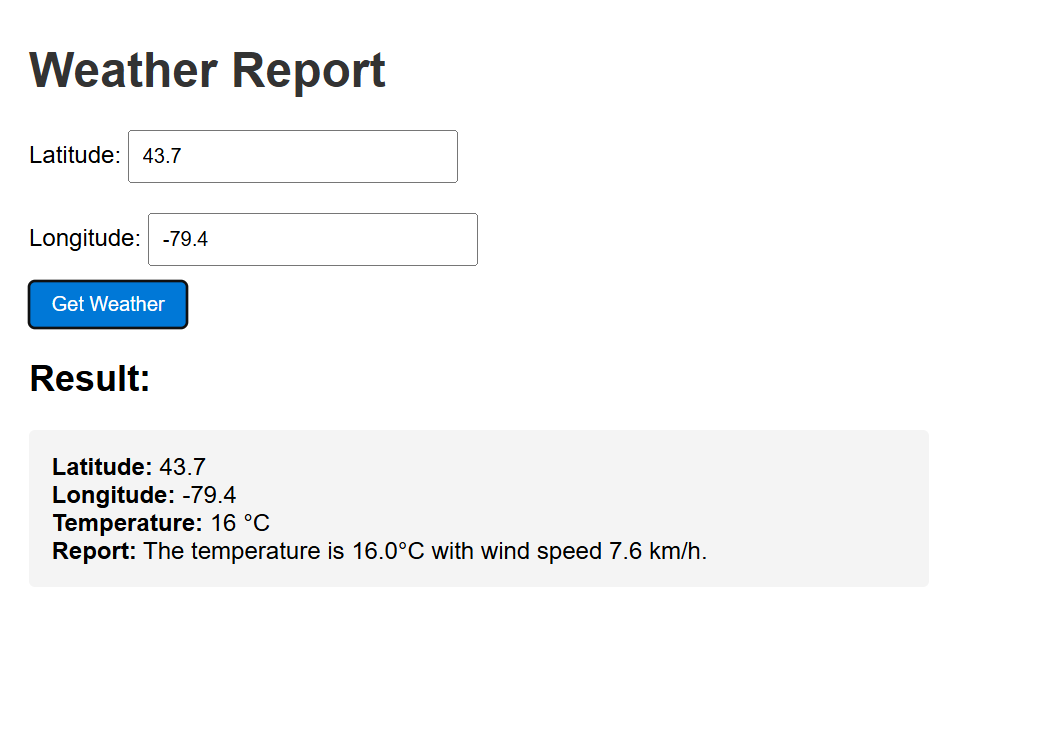 Weather Report
Latitude: 43.7
Longitude: -79.4
Get Weather
Result:
Latitude: 43.7
Longitude: -79.4
Temperature: 16 °C
Report: The temperature is 16.0°C with wind speed 7.6 km/h.